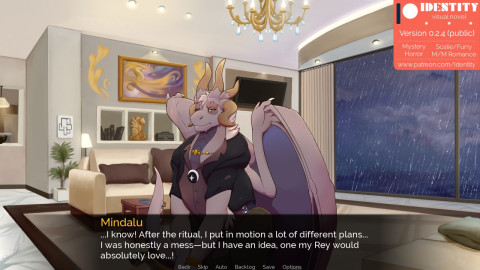 IDENTITY
visual novel
Version 0.2.4 (public)
Mystery
Horror
Suslie/Furry
M/M Romance
www.patreon.com/Identity
Mindalu
...I know! After the ritual, I put in motion a lot of different plans...
I was honestly a mess—but I have an idea, one my Rey would
absolutely love...!
Back Skip Auto Backlog Save Options